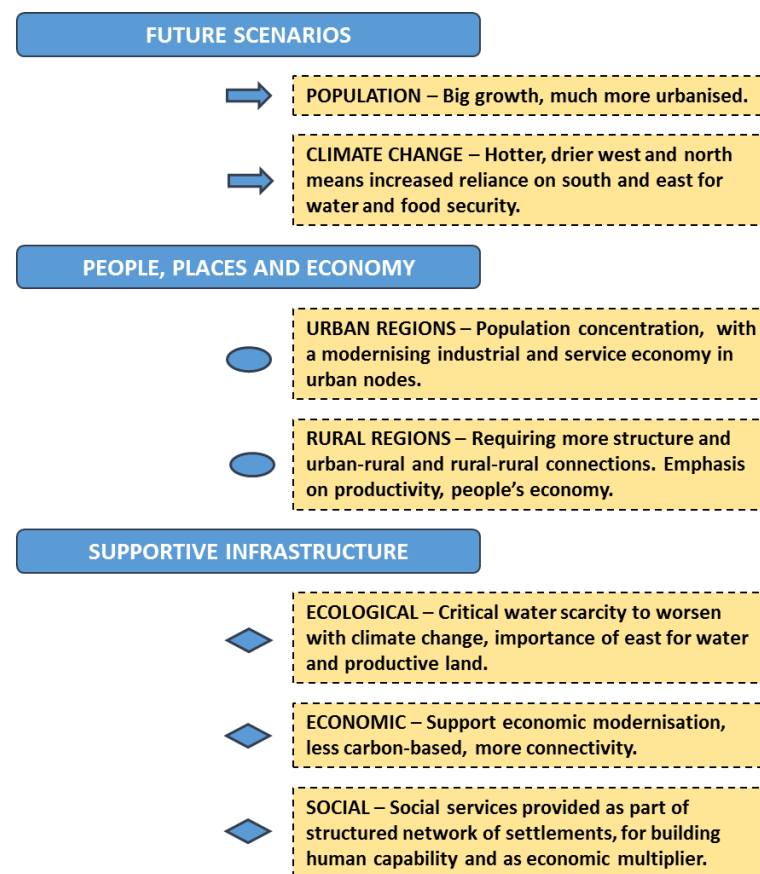 FUTURE SCENARIOS
POPULATION – Big growth, much more urbanised.
CLIMATE CHANGE – Hotter, drier west and north
means increased reliance on south and east for
water and food security.
PEOPLE, PLACES AND ECONOMY
URBAN REGIONS – Population concentration, with
a modernising industrial and service economy in
urban nodes.
RURAL REGIONS – Requiring more structure and
urban-rural and rural-rural connections. Emphasis
on productivity, people’s economy.
SUPPORTIVE INFRASTRUCTURE
ECOLOGICAL – Critical water scarcity to worsen
with climate change, importance of east for water
and productive land.
ECONOMIC – Support economic modernisation,
less carbon-based, more connectivity.
SOCIAL – Social services provided as part of
structured network of settlements, for building
human capability and as economic multiplier.